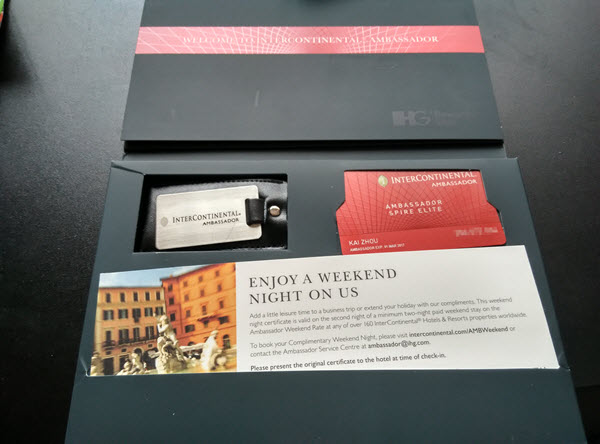 WELCOME TO INTERCONTINENTAL® AMBASSADOR
IHG
INTERCONTINENTAL®
AMBASSADOR
INTERCONTINENTAL
AMBASSADOR
AMBASSADOR
SPIRE ELITE
KAI ZHOU
ENJOY A WEEKEND
NIGHT ON US
Add a little leisure time to a business trip or extend your holiday with our compliments. This weekend
night certificate is valid on the second night of a minimum two-night paid weekend stay on the
Ambassador Weekend Rate at any of over 160 InterContinental® Hotels & Resorts properties worldwide.
To book your Complimentary Weekend Night, please visit intercontinental.com/AMBWeekend or
contact the Ambassador Service Centre at ambassador@ihg.com.
Please present the original certificate to the hotel at time of check-in.